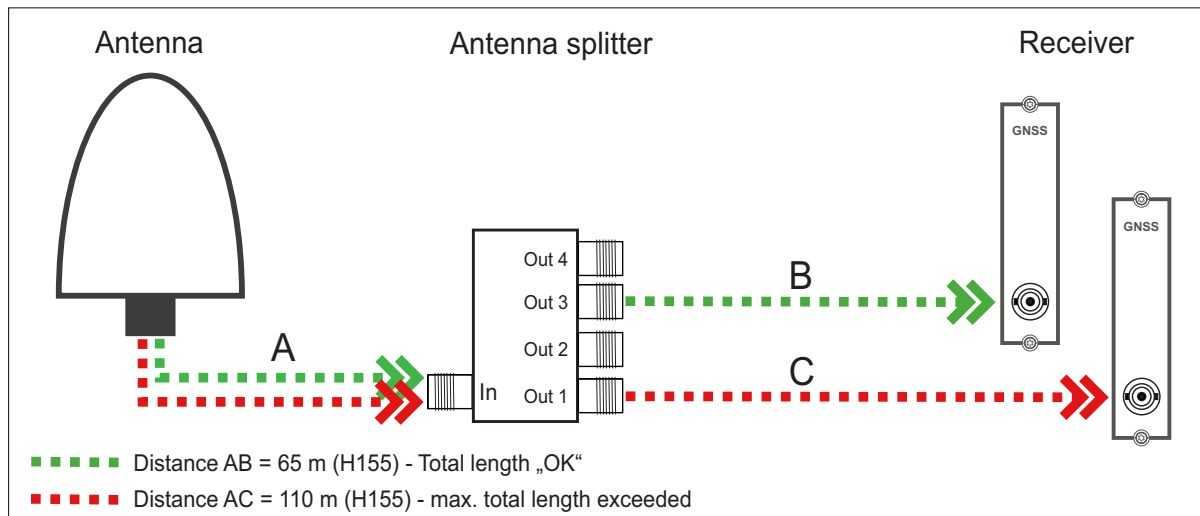 Antenna
Antenna splitter
Receiver
GNSS
GNSS
Out 4
Out 3
Out 2
Out 1
In
A
B
C
Distance AB = 65 m (H155) - Total length „OK“
Distance AC = 110 m (H155) - max. total length exceeded